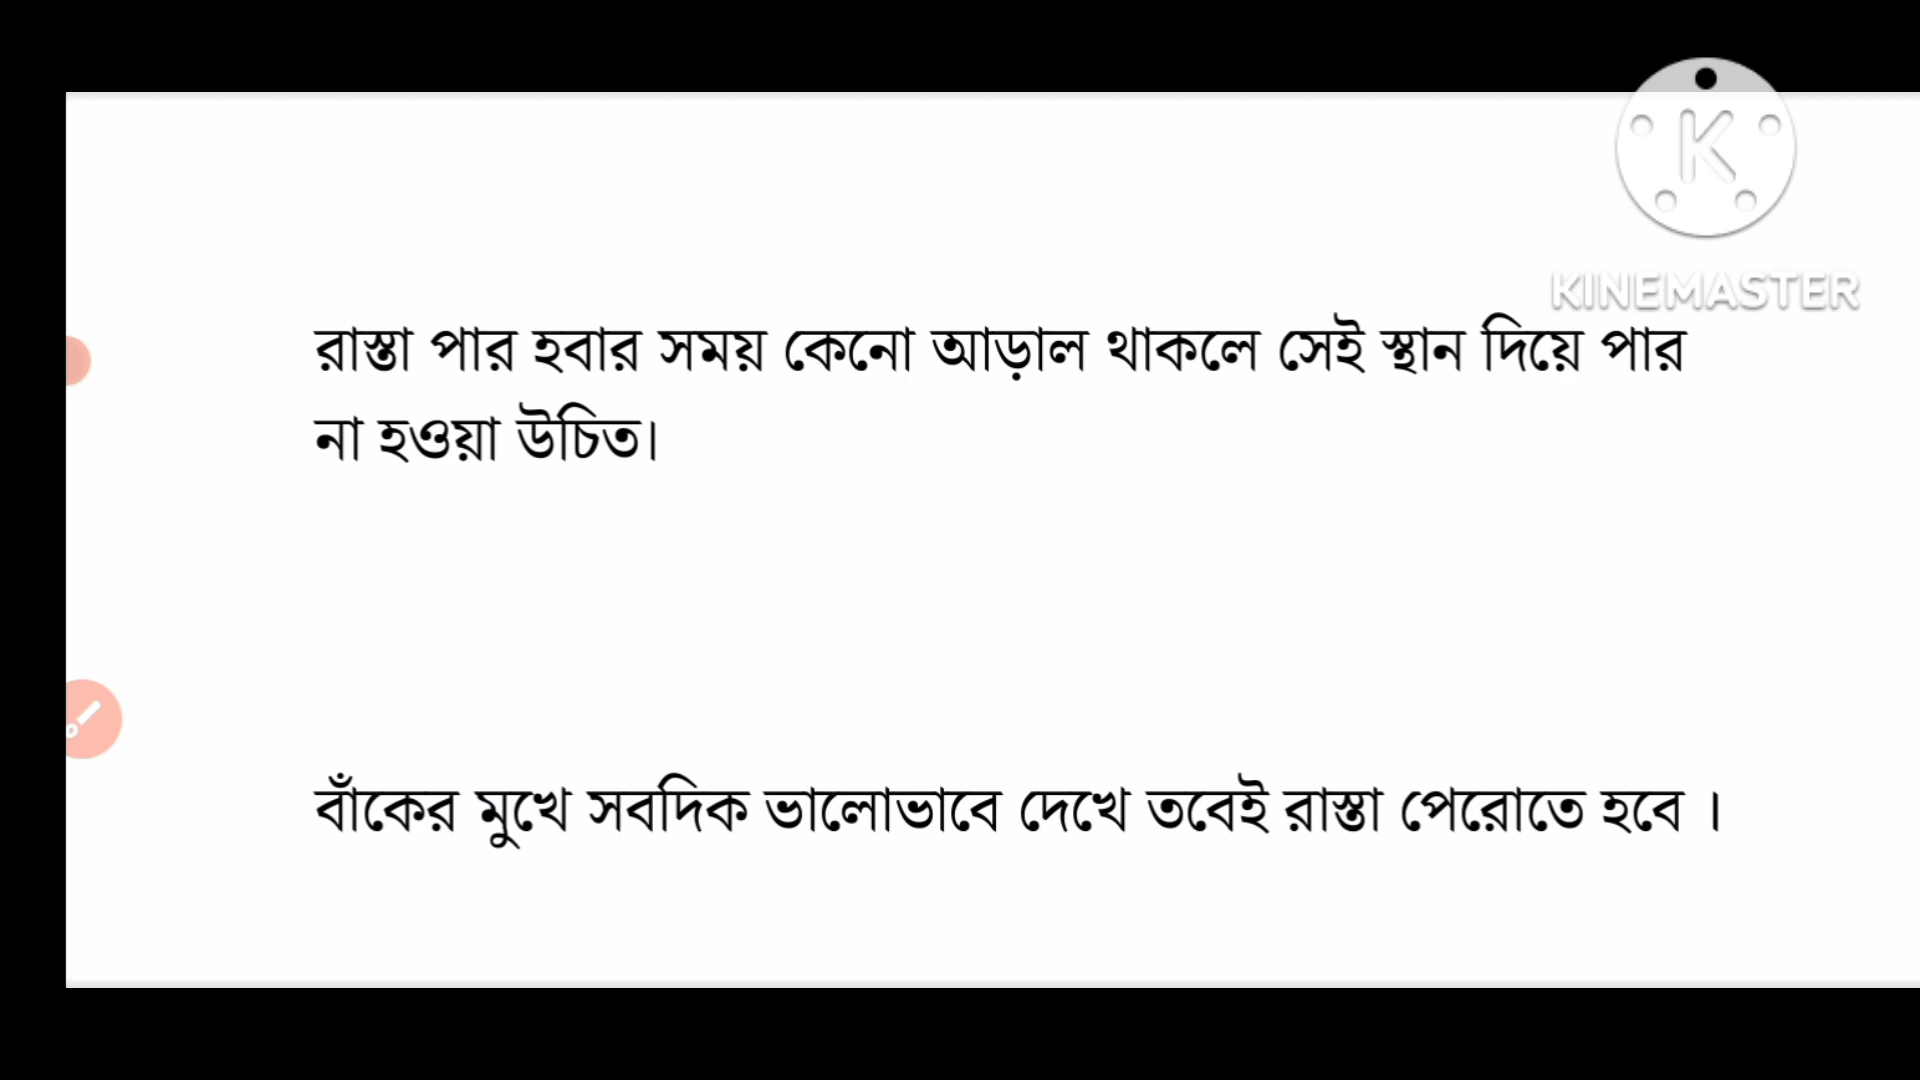 KINEMASTER
রাস্তা পার হবার সময় কেনো আড়াল থাকলে সেই স্থান দিয়ে পার
না হওয়া উচিত।
বাঁকের মুখে সবদিক ভালোভাবে দেখে তবেই রাস্তা পেরোতে হবে ।